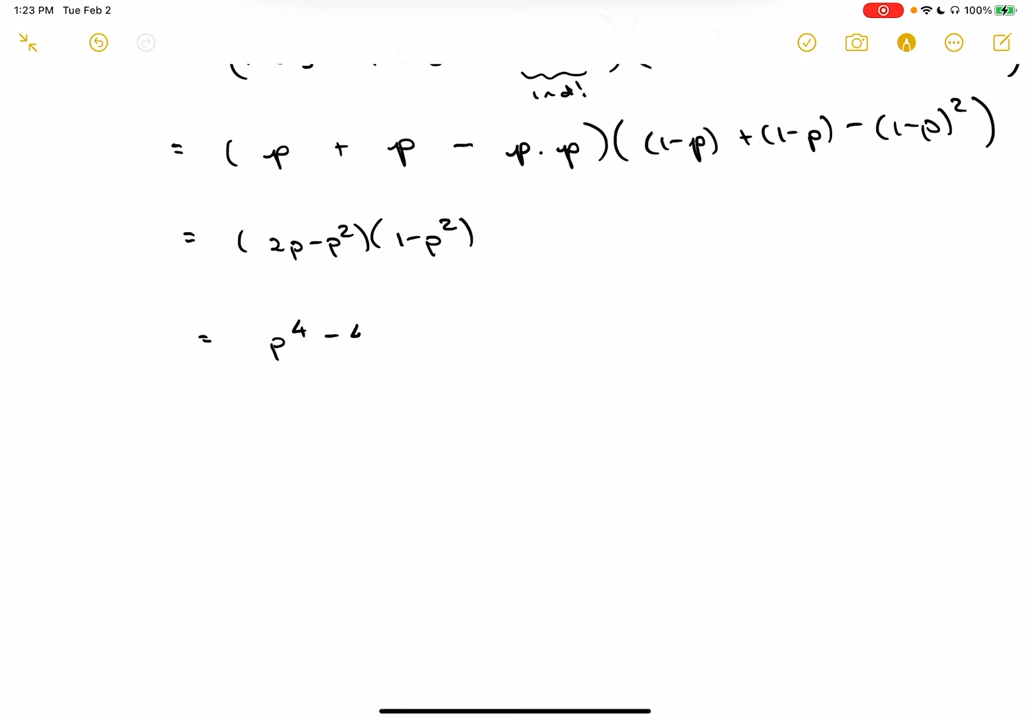 1:23 PM Tue Feb 2 100%
ind!
= ( p + p - p . p ) ( (1-p) + (1-p) - (1-p)² )
= ( 2p - p² ) ( 1 - p² )
= p⁴ -